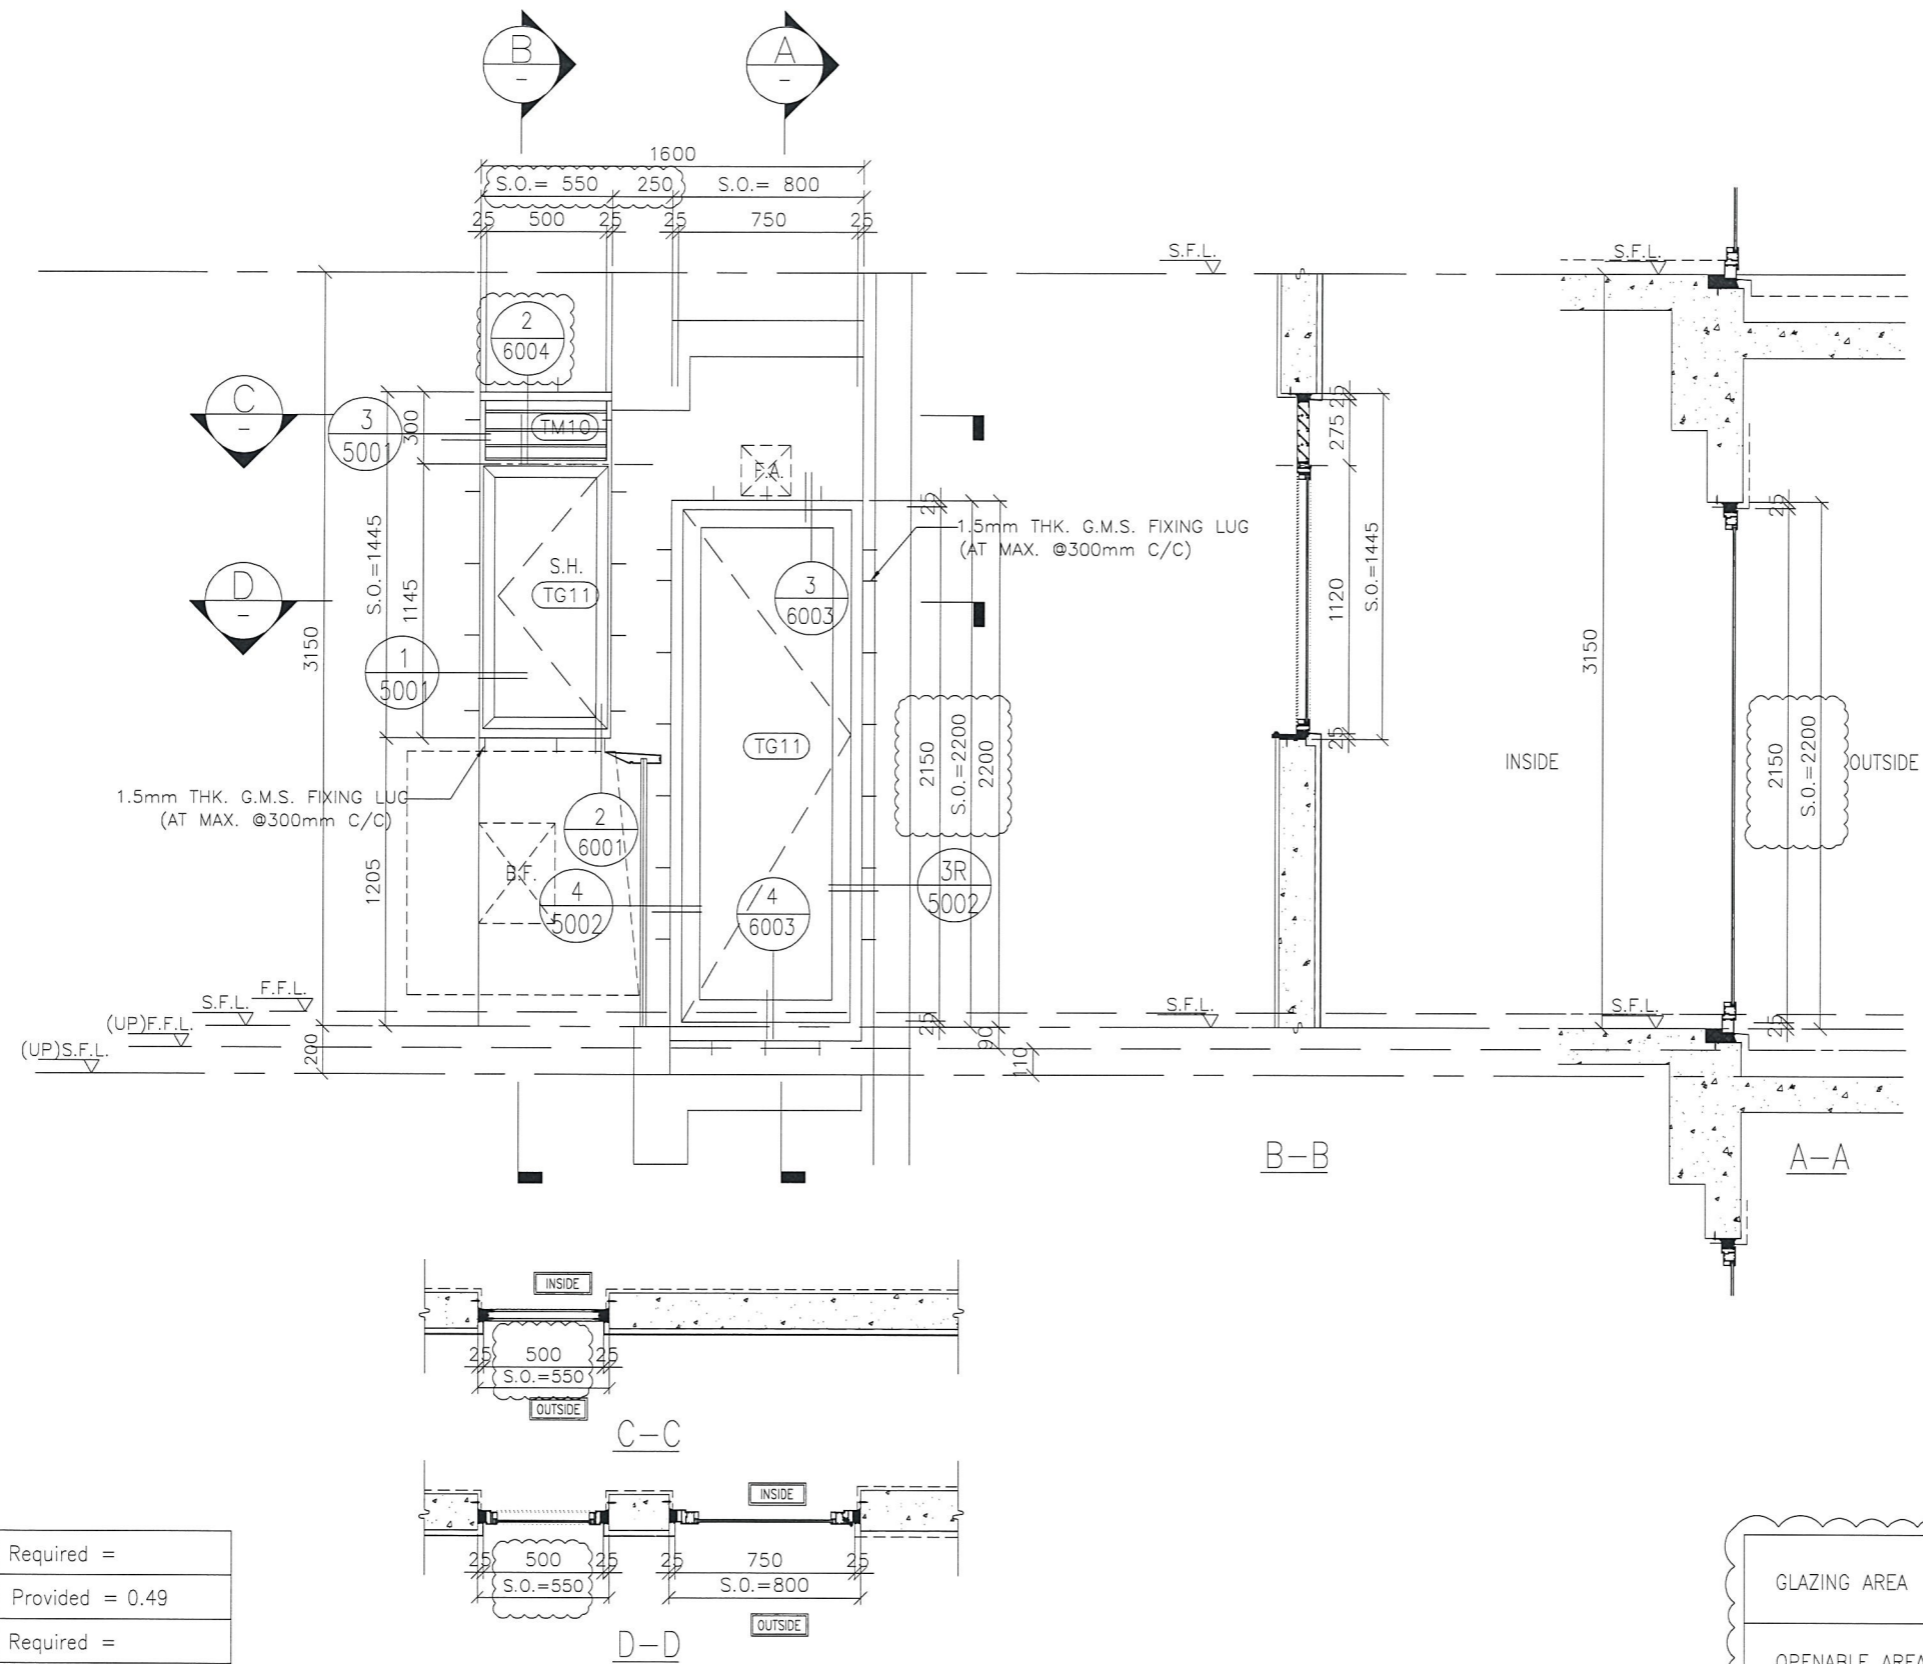 B
-
A
-
1600
S.O.= 550
250
S.O.= 800
25
500
25
25
750
25
S.F.L.
S.F.L.
2
6004
C
-
3
5001
300
TM10
F.A.
25
275
25
1.5mm THK. G.M.S. FIXING LUG
(AT MAX. @300mm C/C)
25
S.O.=1445
1145
S.H.
TG11
3
6003
1120
S.O.=1445
D
-
3150
3150
1
5001
2150
S.O.=2200
2200
TG11
25
INSIDE
2150
S.O.=2200
OUTSIDE
1.5mm THK. G.M.S. FIXING LUG
(AT MAX. @300mm C/C)
2
6001
1205
B.F.
4
5002
4
6003
3R
5002
F.F.L.
S.F.L.
(UP)F.F.L.
(UP)S.F.L.
200
25
90
110
S.F.L.
S.F.L.
25
B-B
A-A
INSIDE
25
500
25
S.O.=550
OUTSIDE
C-C
INSIDE
25
500
25
25
750
25
S.O.=550
S.O.=800
OUTSIDE
D-D
Required =
Provided = 0.49
Required =
GLAZING AREA
OPENABLE AREA